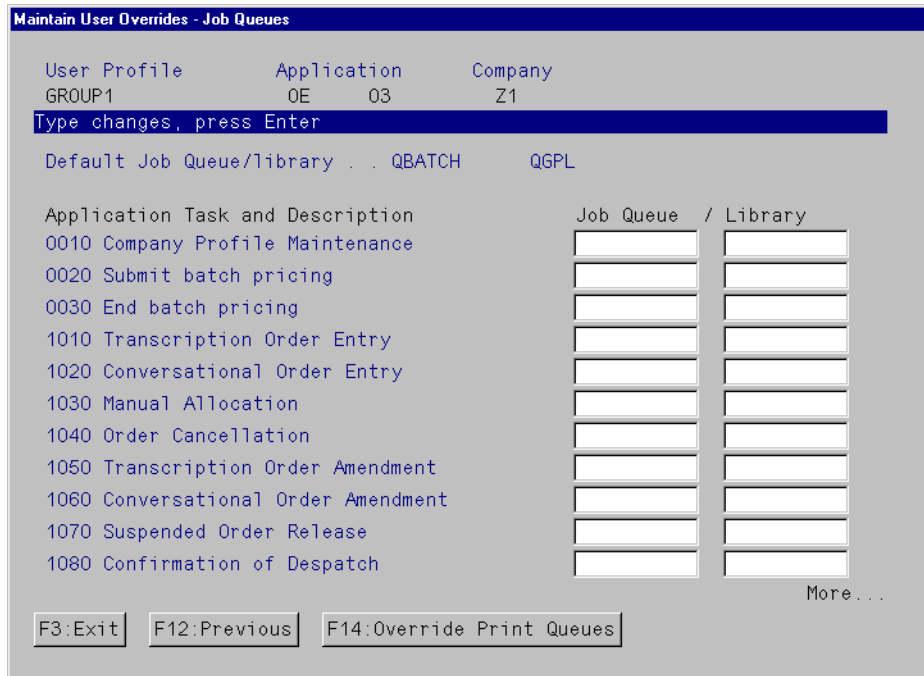 Maintain User Overrides - Job Queues
User Profile Application Company
GROUP1 OE 03 Z1
Type changes, press Enter
Default Job Queue/library . . QBATCH QGPL
Application Task and Description Job Queue / Library
0010 Company Profile Maintenance
0020 Submit batch pricing
0030 End batch pricing
1010 Transcription Order Entry
1020 Conversational Order Entry
1030 Manual Allocation
1040 Order Cancellation
1050 Transcription Order Amendment
1060 Conversational Order Amendment
1070 Suspended Order Release
1080 Confirmation of Despatch
More...
F3:Exit F12:Previous F14:Override Print Queues